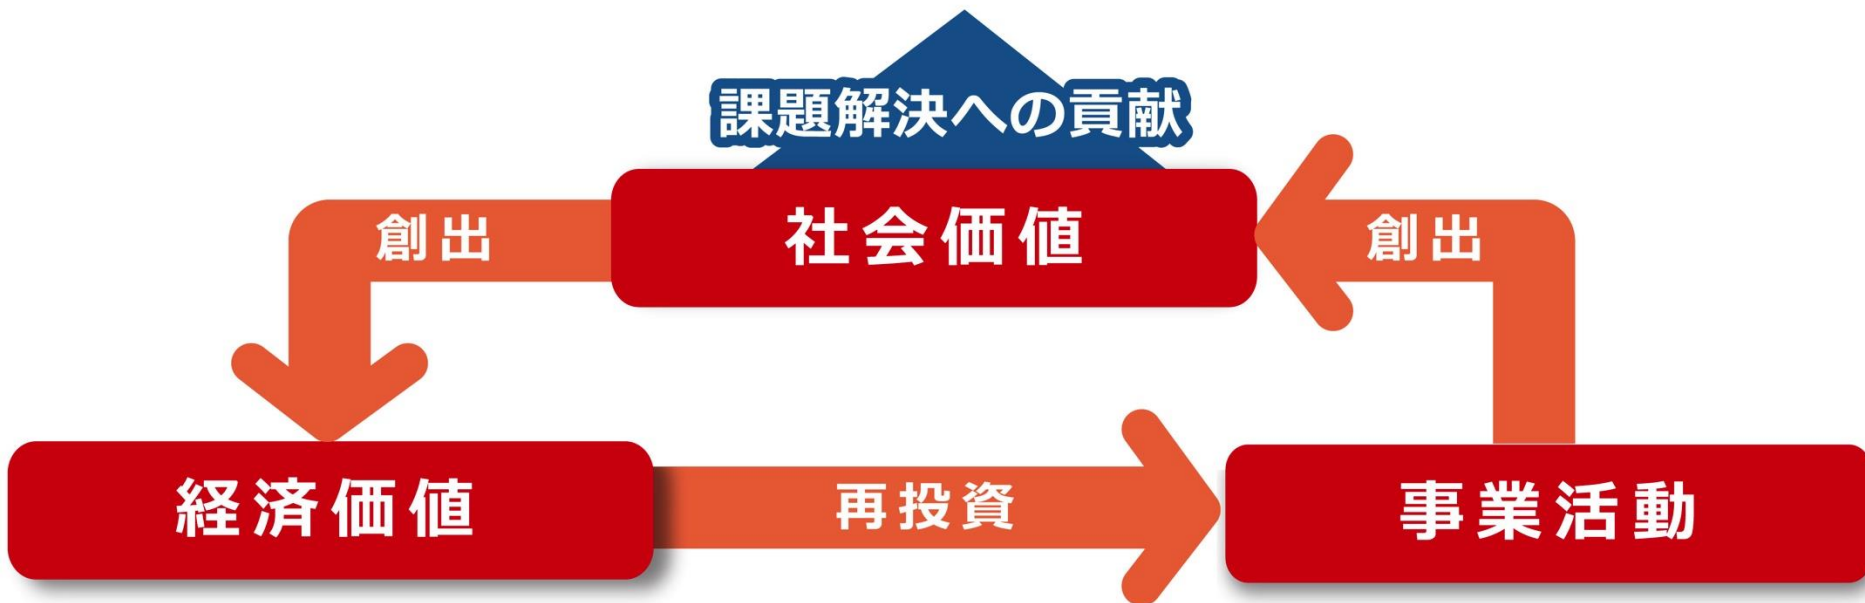 課題解決への貢献
創出
社会価値
創出
経済価値
再投資
事業活動